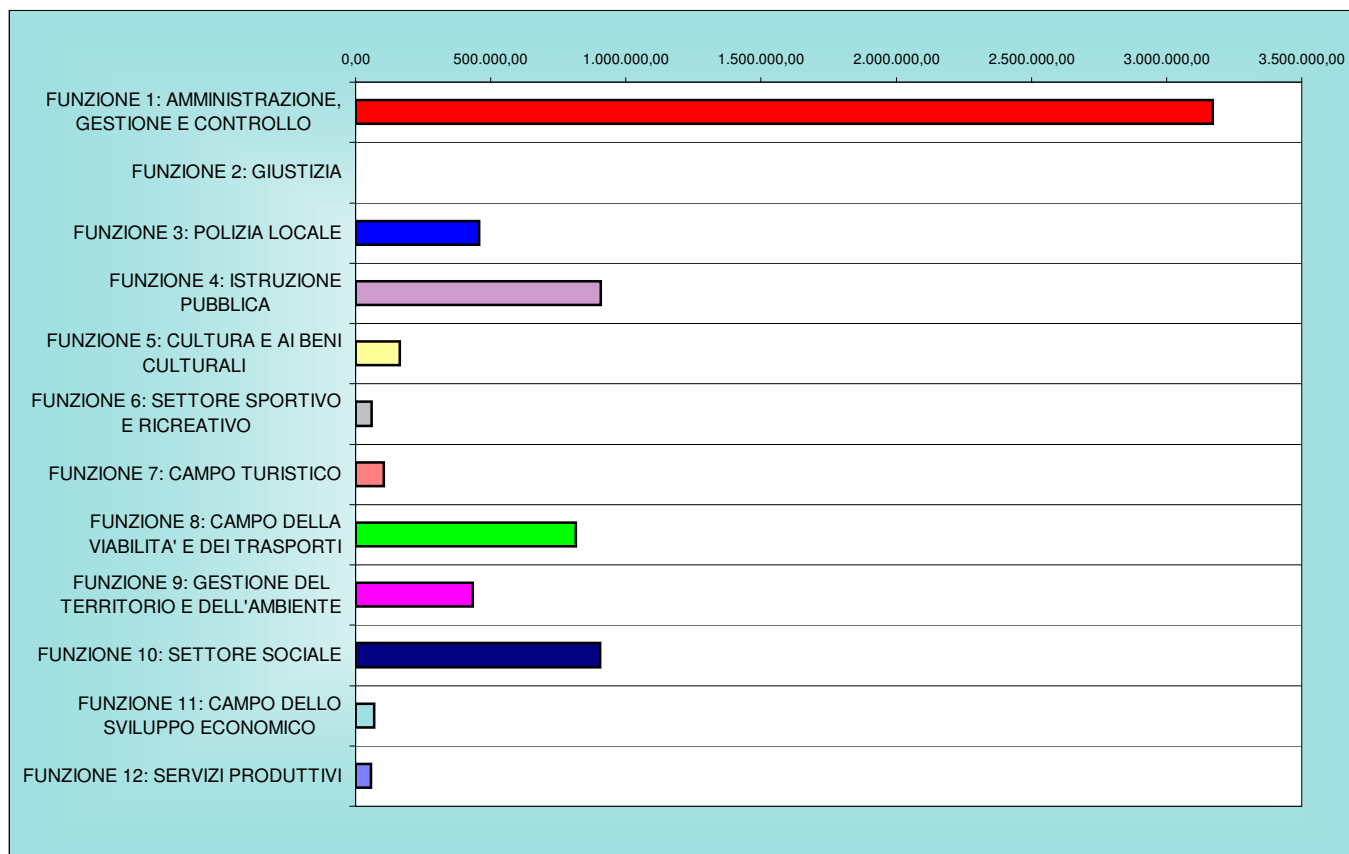 0,00 500.000,00 1.000.000,00 1.500.000,00 2.000.000,00 2.500.000,00 3.000.000,00 3.500.000,00
FUNZIONE 1: AMMINISTRAZIONE,
GESTIONE E CONTROLLO
FUNZIONE 2: GIUSTIZIA
FUNZIONE 3: POLIZIA LOCALE
FUNZIONE 4: ISTRUZIONE
PUBBLICA
FUNZIONE 5: CULTURA E AI BENI
CULTURALI
FUNZIONE 6: SETTORE SPORTIVO
E RICREATIVO
FUNZIONE 7: CAMPO TURISTICO
FUNZIONE 8: CAMPO DELLA
VIABILITA' E DEI TRASPORTI
FUNZIONE 9: GESTIONE DEL
TERRITORIO E DELL'AMBIENTE
FUNZIONE 10: SETTORE SOCIALE
FUNZIONE 11: CAMPO DELLO
SVILUPPO ECONOMICO
FUNZIONE 12: SERVIZI PRODUTTIVI